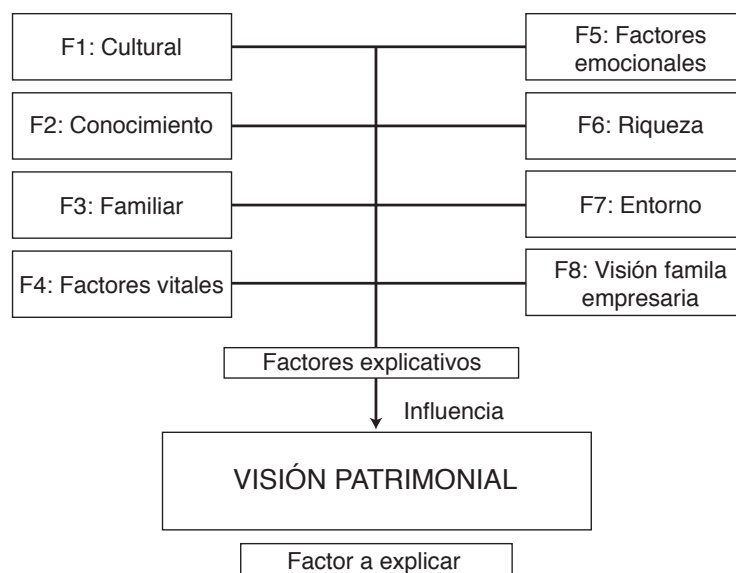 F1: Cultural
F5: Factores
emocionales
F2: Conocimiento
F6: Riqueza
F3: Familiar
F7: Entorno
F4: Factores vitales
F8: Visión famila
empresaria
Factores explicativos
Influencia
VISIÓN PATRIMONIAL
Factor a explicar